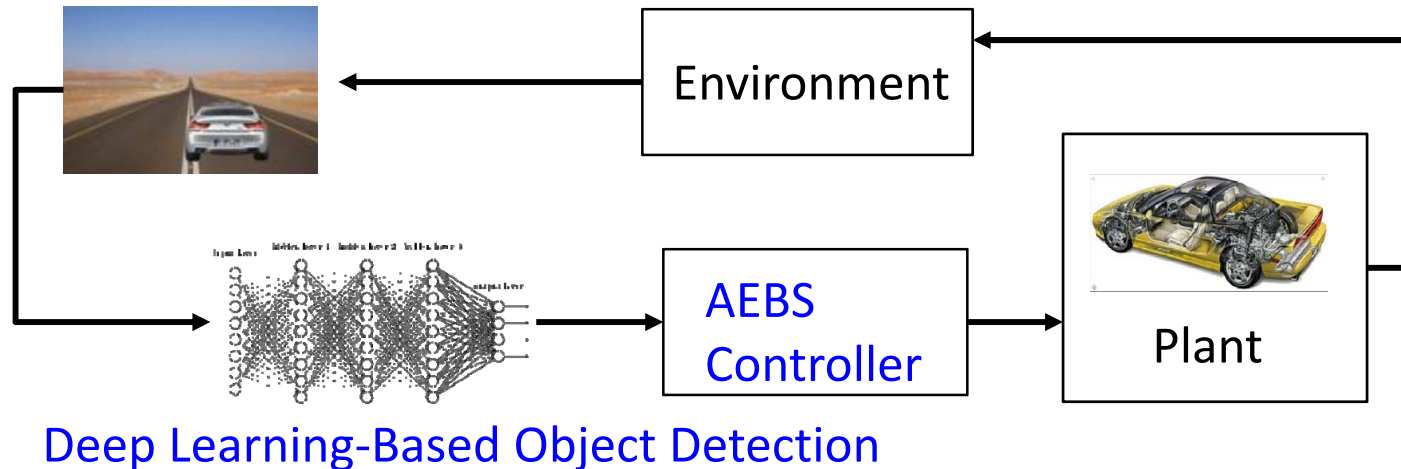 Environment
AEBS
Controller
Plant
Deep Learning-Based Object Detection